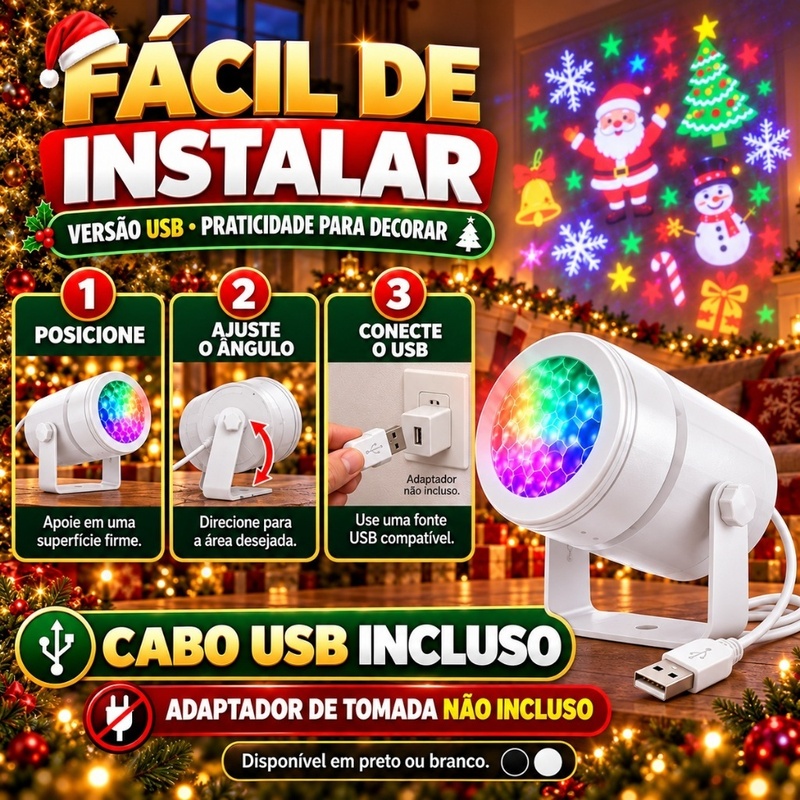 FÁCIL DE
INSTALAR
VERSÃO USB • PRATICIDADE PARA DECORAR
1
POSICIONE
Apoie em uma
superfície firme.
2
AJUSTE
O ÂNGULO
Direcione para
a área desejada.
3
CONECTE
O USB
Adaptador
não incluso.
Use uma fonte
USB compatível.
CABO USB INCLUSO
ADAPTADOR DE TOMADA NÃO INCLUSO
Disponível em preto ou branco.